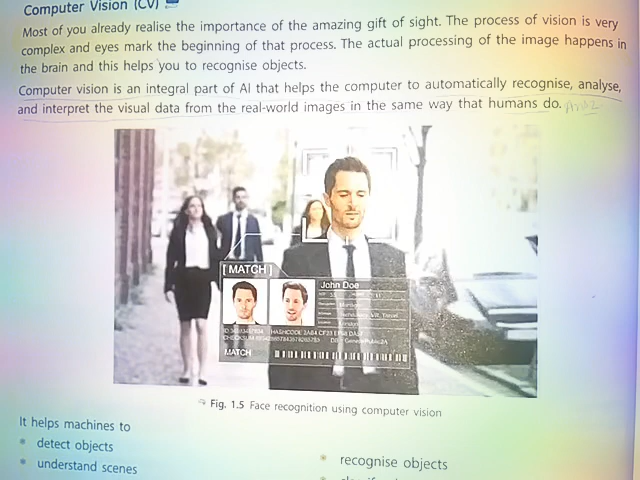 Computer Vision (CV)
Most of you already realise the importance of the amazing gift of sight. The process of vision is very
complex and eyes mark the beginning of that process. The actual processing of the image happens in
the brain and this helps you to recognise objects.
Computer vision is an integral part of AI that helps the computer to automatically recognise, analyse,
and interpret the visual data from the real-world images in the same way that humans do.
[ MATCH ]
John Doe
MATCH
Fig. 1.5 Face recognition using computer vision
It helps machines to
detect objects
understand scenes
recognise objects